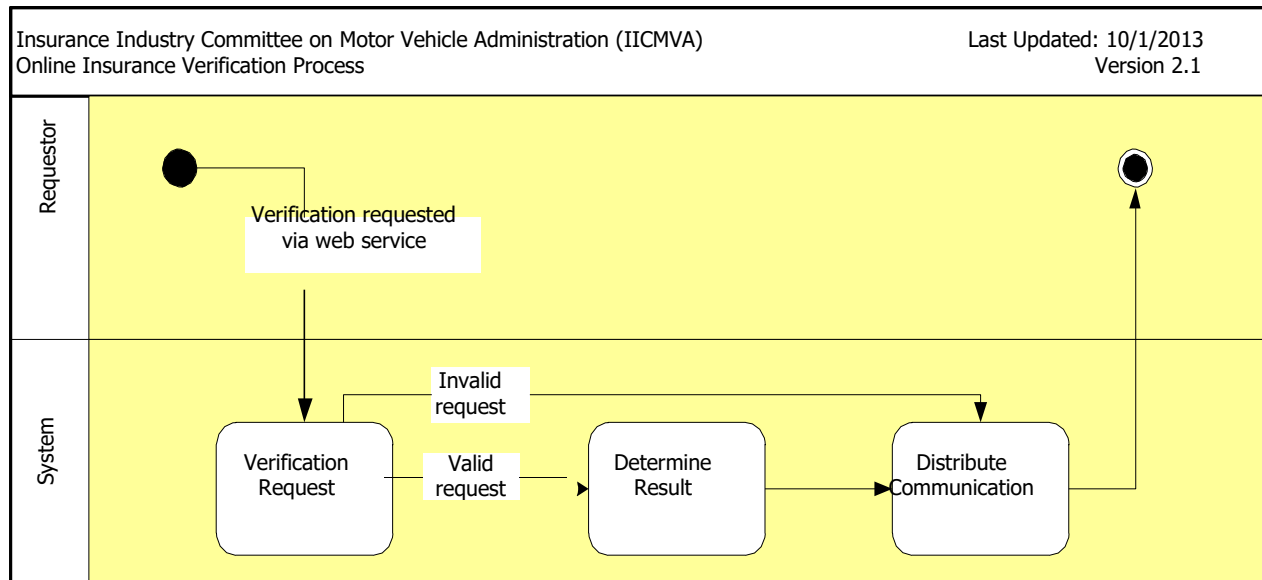 Insurance Industry Committee on Motor Vehicle Administration (IICMVA)
Online Insurance Verification Process
Last Updated: 10/1/2013
Version 2.1
Requestor
Verification requested
via web service
System
Invalid
request
Verification
Request
Valid
request
Determine
Result
Distribute
Communication